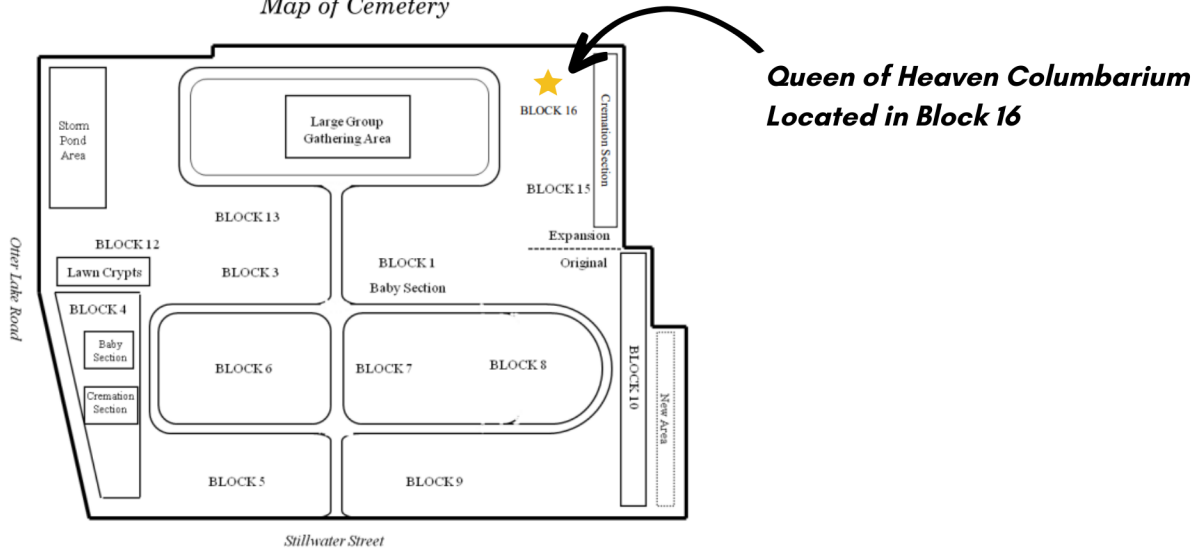 Map of Cemetery
Queen of Heaven Columbarium
Located in Block 16
BLOCK 16
Cremation Section
Large Group
Gathering Area
Storm
Pond
Area
BLOCK 15
BLOCK 13
Expansion
BLOCK 12
Original
BLOCK 1
Lawn Crypts
BLOCK 3
Baby Section
Otter Lake Road
BLOCK 4
Baby
Section
BLOCK 6
BLOCK 7
BLOCK 8
BLOCK 10
New Area
Cremation
Section
BLOCK 5
BLOCK 9
Stillwater Street